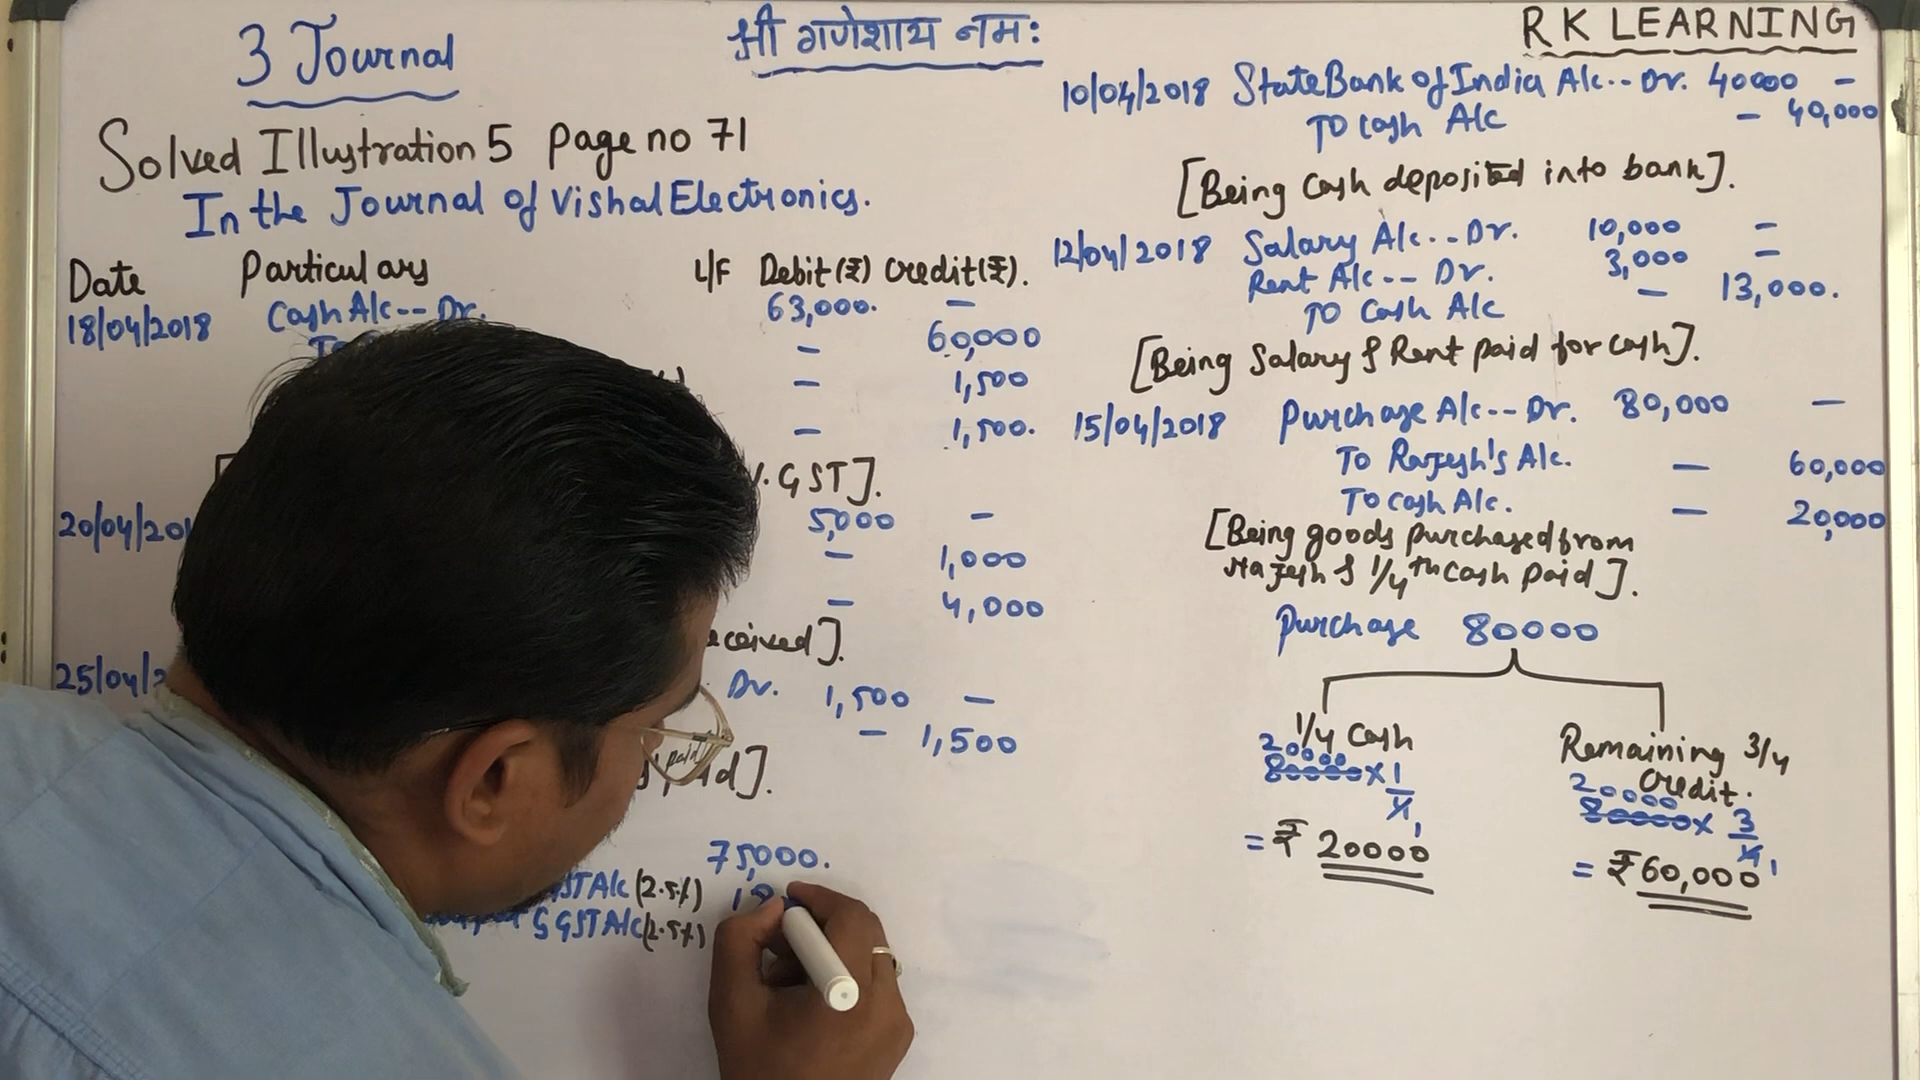 3 Journal
श्री गणेशाय नमः
R K LEARNING
Solved Illustration 5 page no 71
In the Journal of Vishal Electronics.
Date Particulars L/F Debit (₹) Credit (₹).
18/04/2018 Cash A/c -- Dr. 63,000. -
- 60,000
- 1,500
- 1,500.
GST].
20/04/201 5,000 -
- 1,000
- 4,000
received].
25/04/2 Dr. 1,500 -
- 1,500
paid].
75,000.
GST A/c (2.5%) 18
SGST A/c (2.5%)
10/04/2018 State Bank of India A/c .. Dr. 40000 -
TO Cash A/c - 40,000
[Being Cash deposited into bank].
12/04/2018 Salary A/c .. Dr. 10,000 -
Rent A/c -- Dr. 3,000 -
TO Cash A/c - 13,000.
[Being Salary & Rent paid for cash].
15/04/2018 Purchase A/c -- Dr. 80,000 -
To Rajesh's A/c. - 60,000
To cash A/c. - 20,000
[Being goods purchased from
Rajesh & 1/4th cash paid].
Purchase 80000
1/4 Cash
20000
80000 x 1/4 1
= ₹ 20000
Remaining 3/4
Credit.
20000
80000 x 3/4 1
= ₹ 60,000